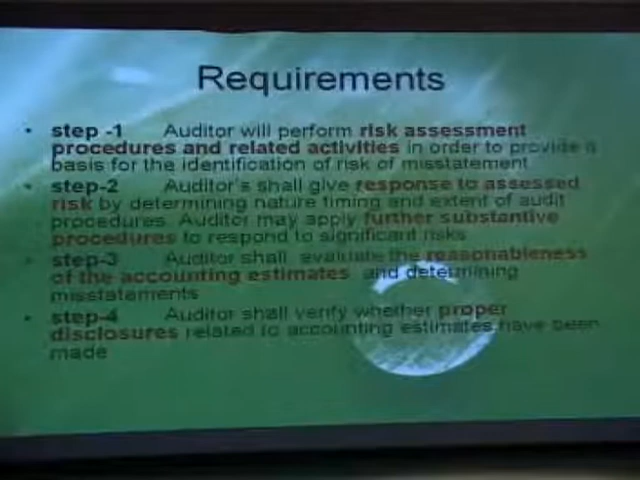 Requirements
• step -1 Auditor will perform risk assessment
procedures and related activities in order to provide a
basis for the identification of risk of misstatement
• step-2 Auditor's shall give response to assessed
risk by determining nature timing and extent of audit
procedures. Auditor may apply further substantive
procedures to respond to significant risks
• step-3 Auditor shall evaluate the reasonableness
of the accounting estimates and determining
misstatements
• step-4 Auditor shall verify whether proper
disclosures related to accounting estimates have been
made